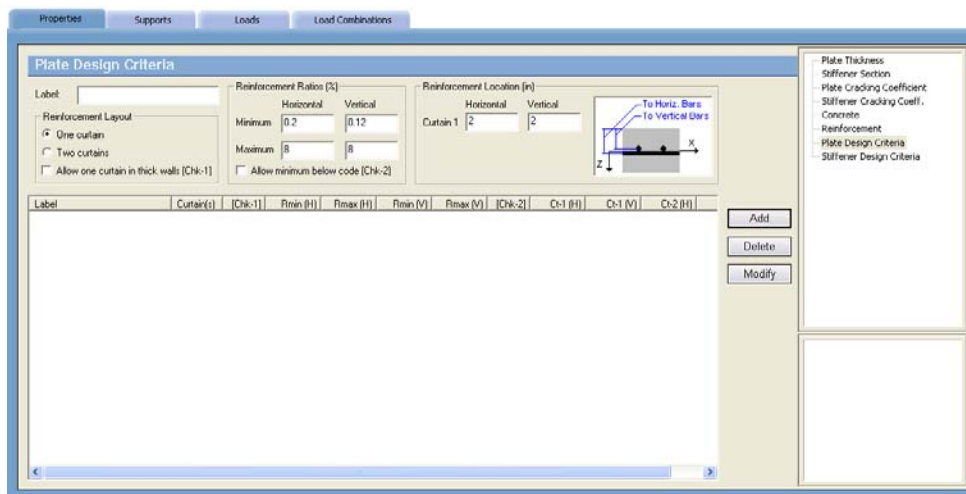 Properties Supports Loads Load Combinations
Plate Design Criteria
Label:
Reinforcement Layout
One curtain
Two curtains
Allow one curtain in thick walls [Chk-1]
Reinforcement Ratios (%)
Horizontal Vertical
Minimum 0.2 0.12
Maximum 8 8
Allow minimum below code [Chk-2]
Reinforcement Location (in)
Horizontal Vertical
Curtain 1 2 2
To Horiz. Bars
To Vertical Bars
X
Z
Label Curtain(s) [Chk-1] Rmin (H) Rmax (H) Rmin (V) Rmax (V) [Chk-2] Ct-1 (H) Ct-1 (V) Ct-2 (H)
Add
Delete
Modify
Plate Thickness
Stiffener Section
Plate Cracking Coefficient
Stiffener Cracking Coeff.
Concrete
Reinforcement
Plate Design Criteria
Stiffener Design Criteria